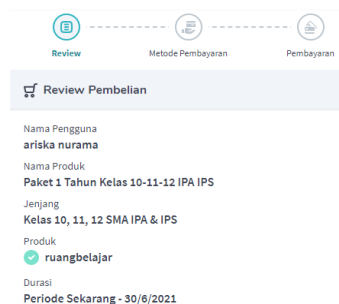 Review
Metode Pembayaran
Pembayaran
Review Pembelian
Nama Pengguna
ariska nurama
Nama Produk
Paket 1 Tahun Kelas 10-11-12 IPA IPS
Jenjang
Kelas 10, 11, 12 SMA IPA & IPS
Produk
ruangbelajar
Durasi
Periode Sekarang - 30/6/2021